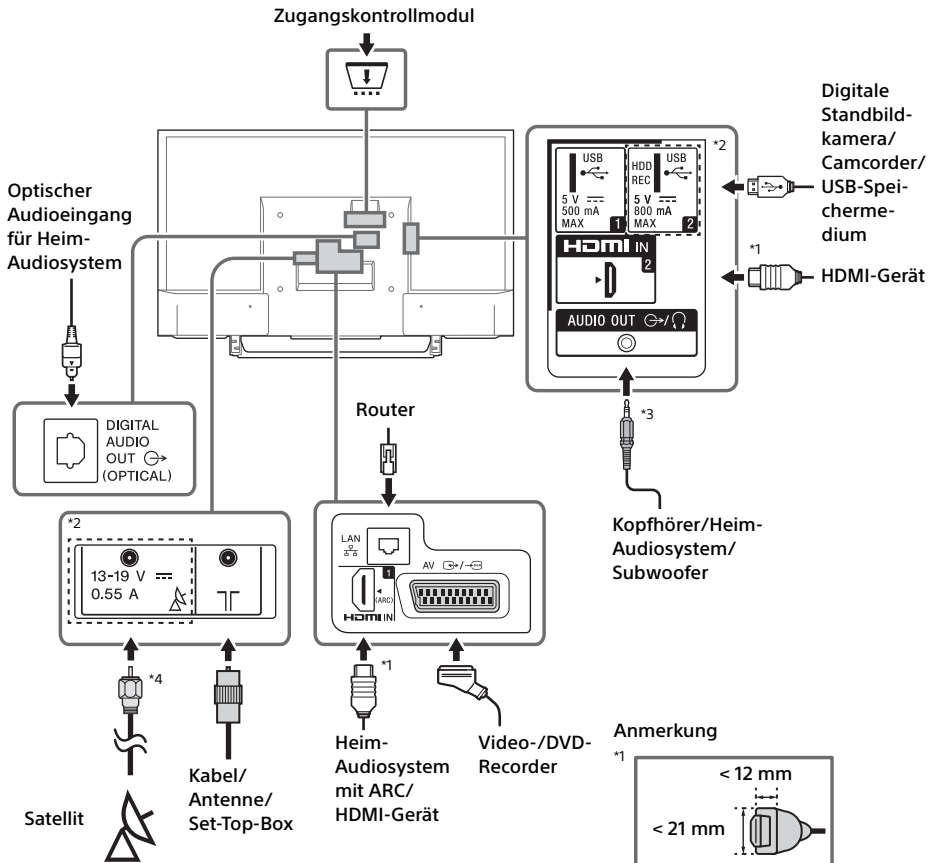 Zugangskontrollmodul
Optischer
Audioeingang
für Heim-
Audiosystem
USB
5 V
500 mA
MAX
1
HDD
REC
USB
5 V
800 mA
MAX
2
*2
Digitale
Standbild-
kamera/
Camcorder/
USB-Spei-
cherme-
dium
HDMI IN
2
*1
HDMI-Gerät
AUDIO OUT
*3
Kopfhörer/Heim-
Audiosystem/
Subwoofer
DIGITAL
AUDIO
OUT
(OPTICAL)
Router
*2
13-19 V
0.55 A
LAN
1
(ARC)
HDMI IN
AV
*4
*1
Satellit
Kabel/
Antenne/
Set-Top-Box
Heim-
Audiosystem
mit ARC/
HDMI-Gerät
Video-/DVD-
Recorder
Anmerkung
*1
< 12 mm
< 21 mm